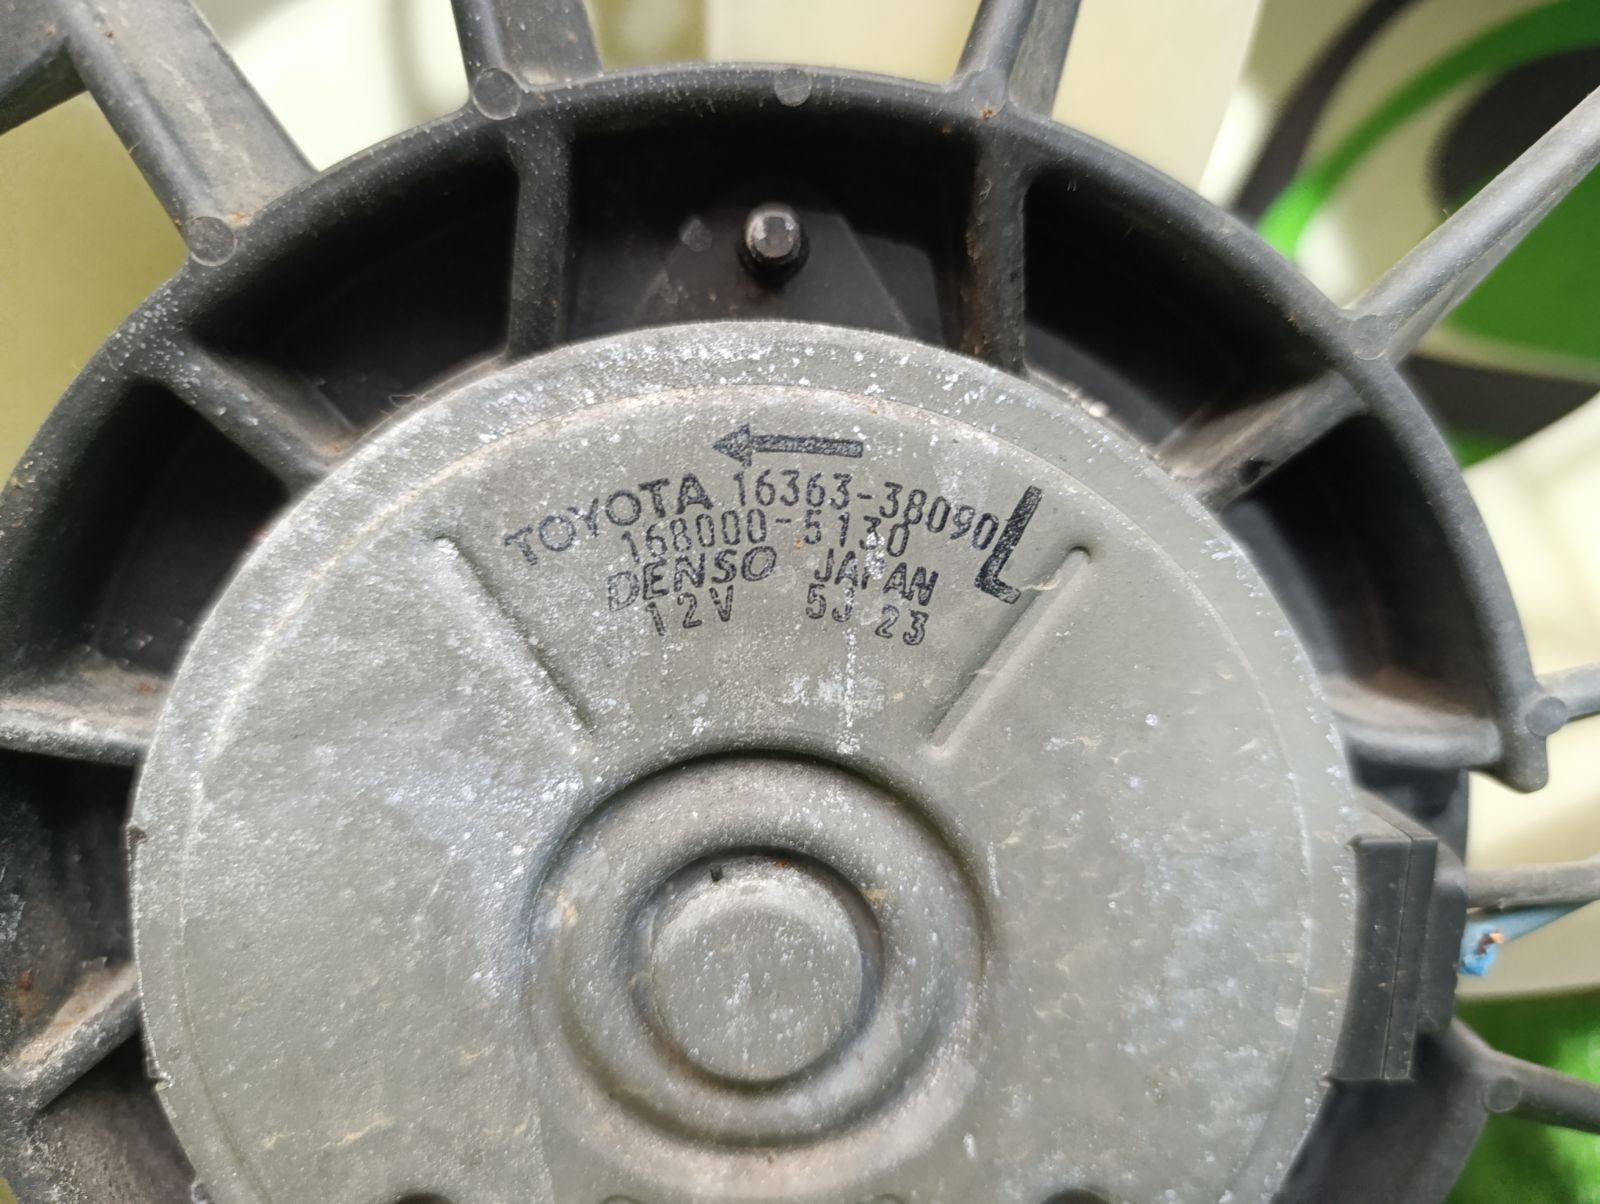 TOYOTA 16363-38090 L
168000-5130
DENSO JAPAN
12V 5J 23